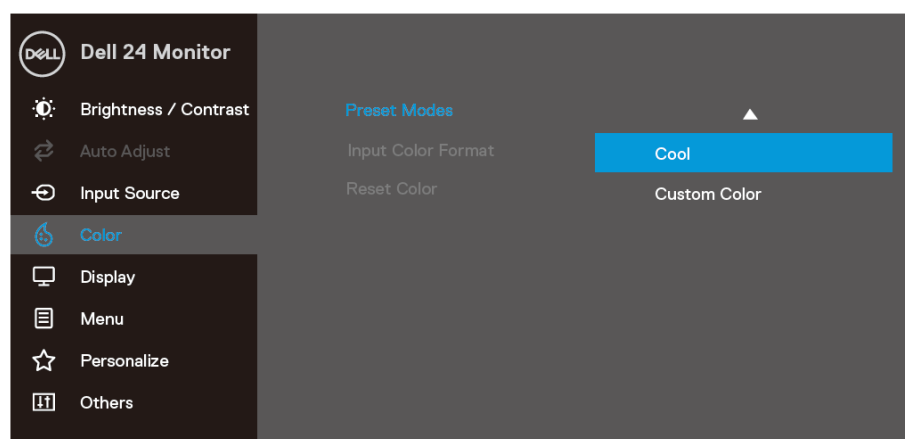 DELL Dell 24 Monitor
Brightness / Contrast
Auto Adjust
Input Source
Color
Display
Menu
Personalize
Others
Preset Modes
Input Color Format
Reset Color
Cool
Custom Color